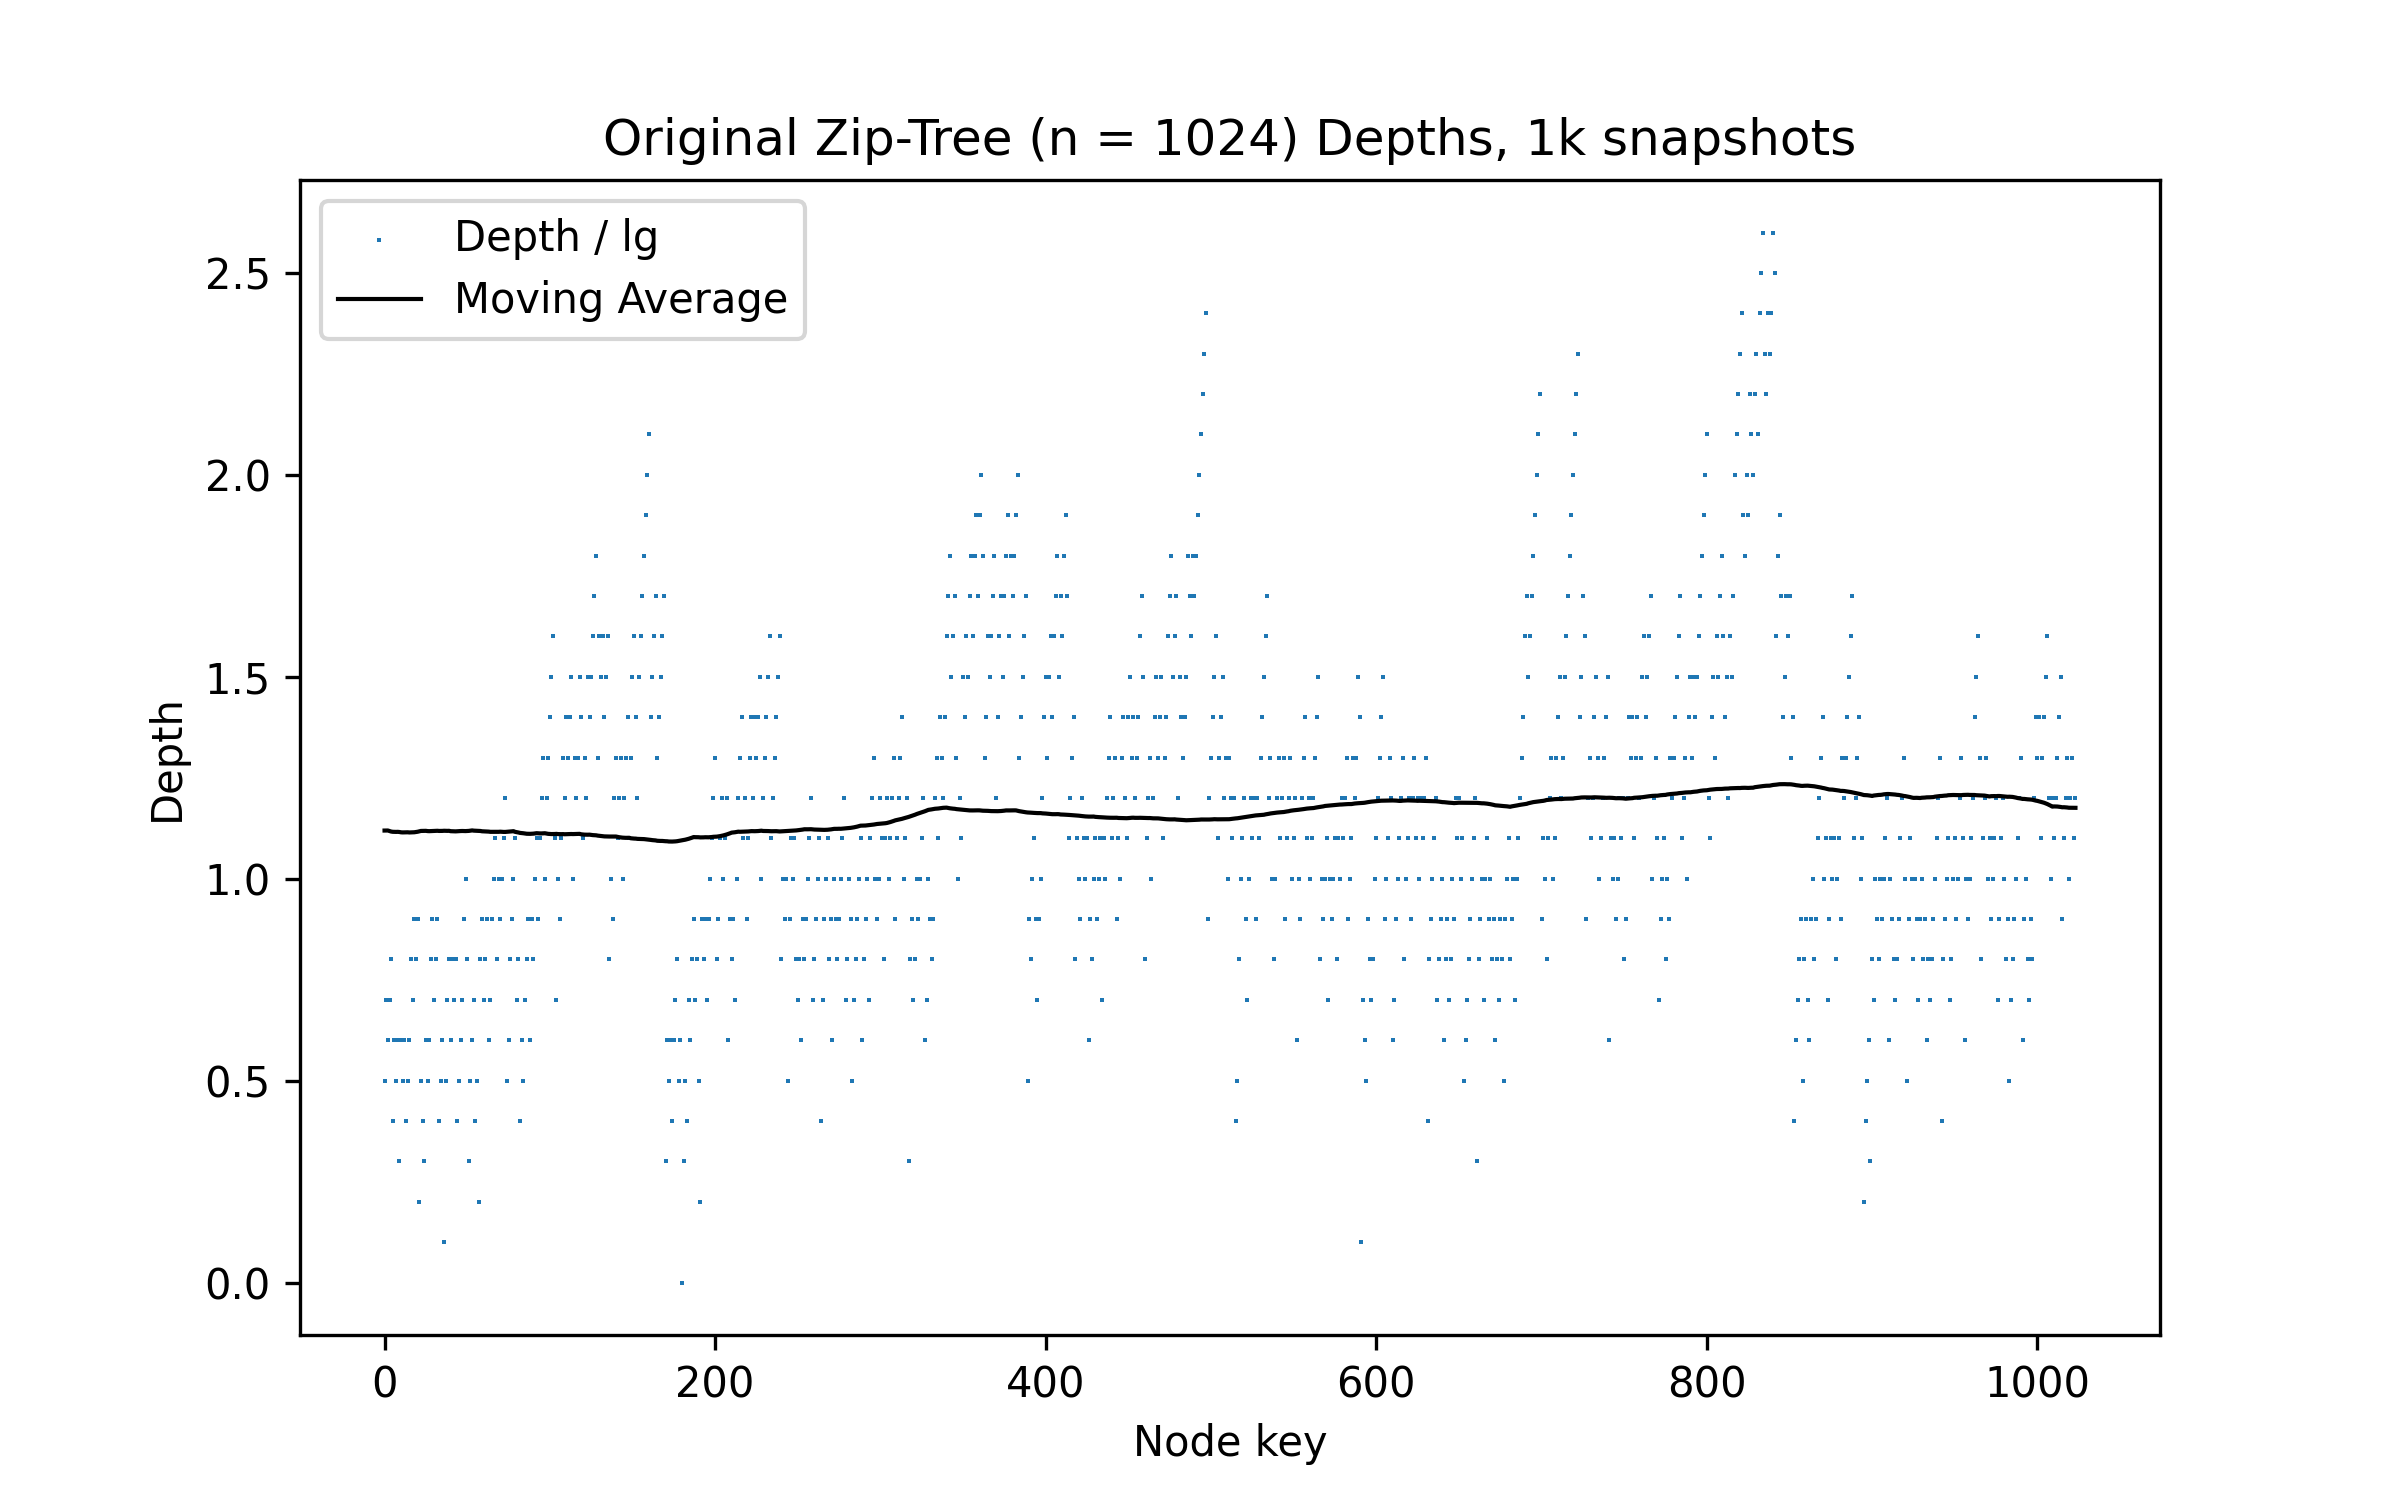 Original Zip-Tree (n = 1024) Depths, 1k snapshots
Depth / lg
Moving Average
2.5
2.0
1.5
1.0
0.5
0.0
Depth
0 200 400 600 800 1000
Node key